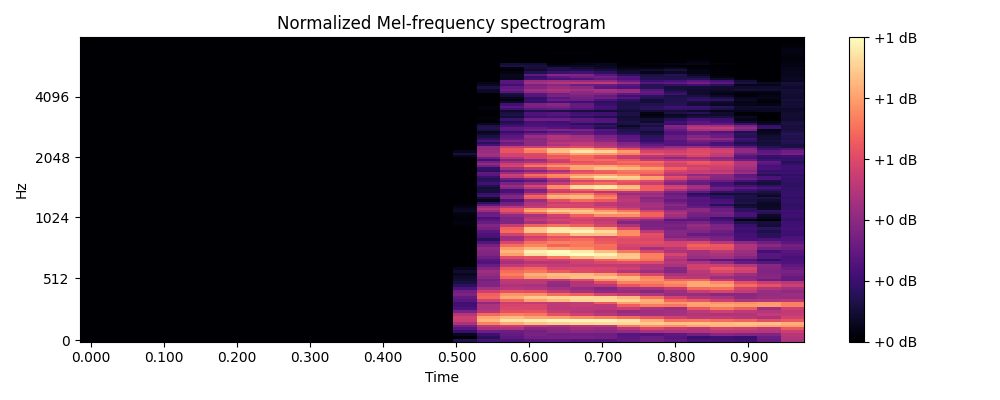 Normalized Mel-frequency spectrogram
Hz
4096
2048
1024
512
0
0.000 0.100 0.200 0.300 0.400 0.500 0.600 0.700 0.800 0.900
Time
+1 dB
+1 dB
+1 dB
+0 dB
+0 dB
+0 dB